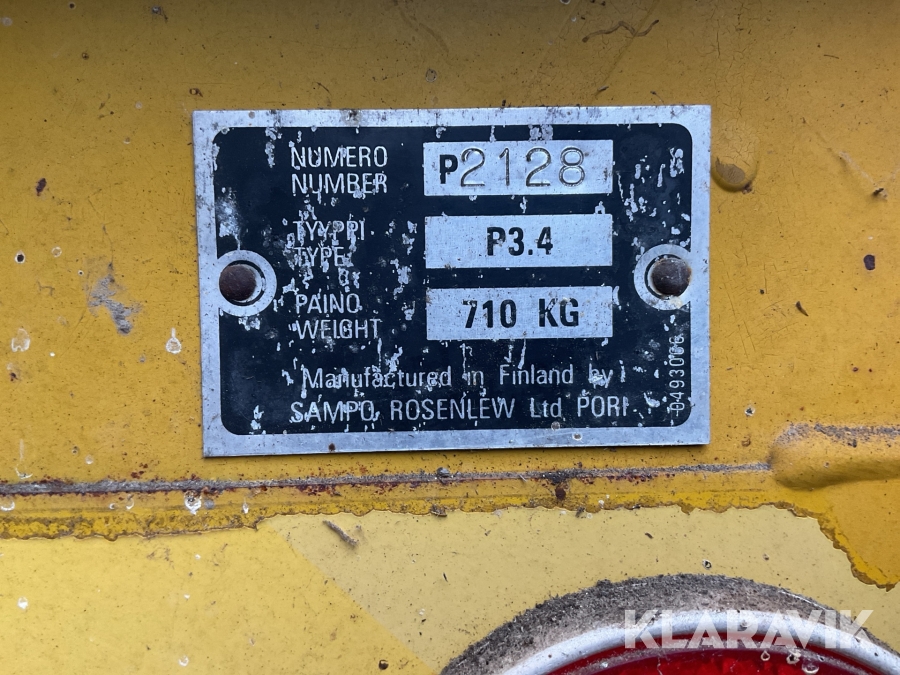 NUMERO
NUMBER
P2128
TYYPPI
TYPE
P3.4
PAINO
WEIGHT
710 KG
Manufactured in Finland by
SAMPO ROSENLEW Ltd PORI
KLARAVIK